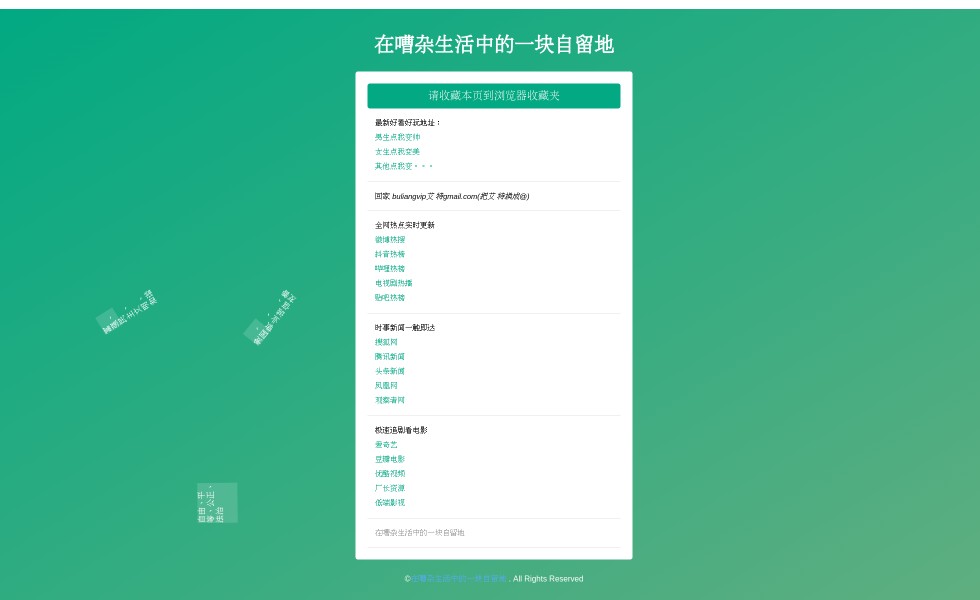 在嘈杂生活中的一块自留地
请收藏本页到浏览器收藏夹
最新好看好玩地址：
男生点我变帅
女生点我变美
其他点我变。。。
回家 buliangvip艾特gmail.com(把艾特换成@)
全网热点实时更新
微博热搜
抖音热榜
哔哩热榜
电视剧热播
贴吧热榜
时事新闻一触即达
搜狐网
腾讯新闻
头条新闻
凤凰网
观察者网
极速追剧看电影
爱奇艺
豆瓣电影
优酷视频
厂长资源
低端影视
在嘈杂生活中的一块自留地
©在嘈杂生活中的一块自留地 . All Rights Reserved